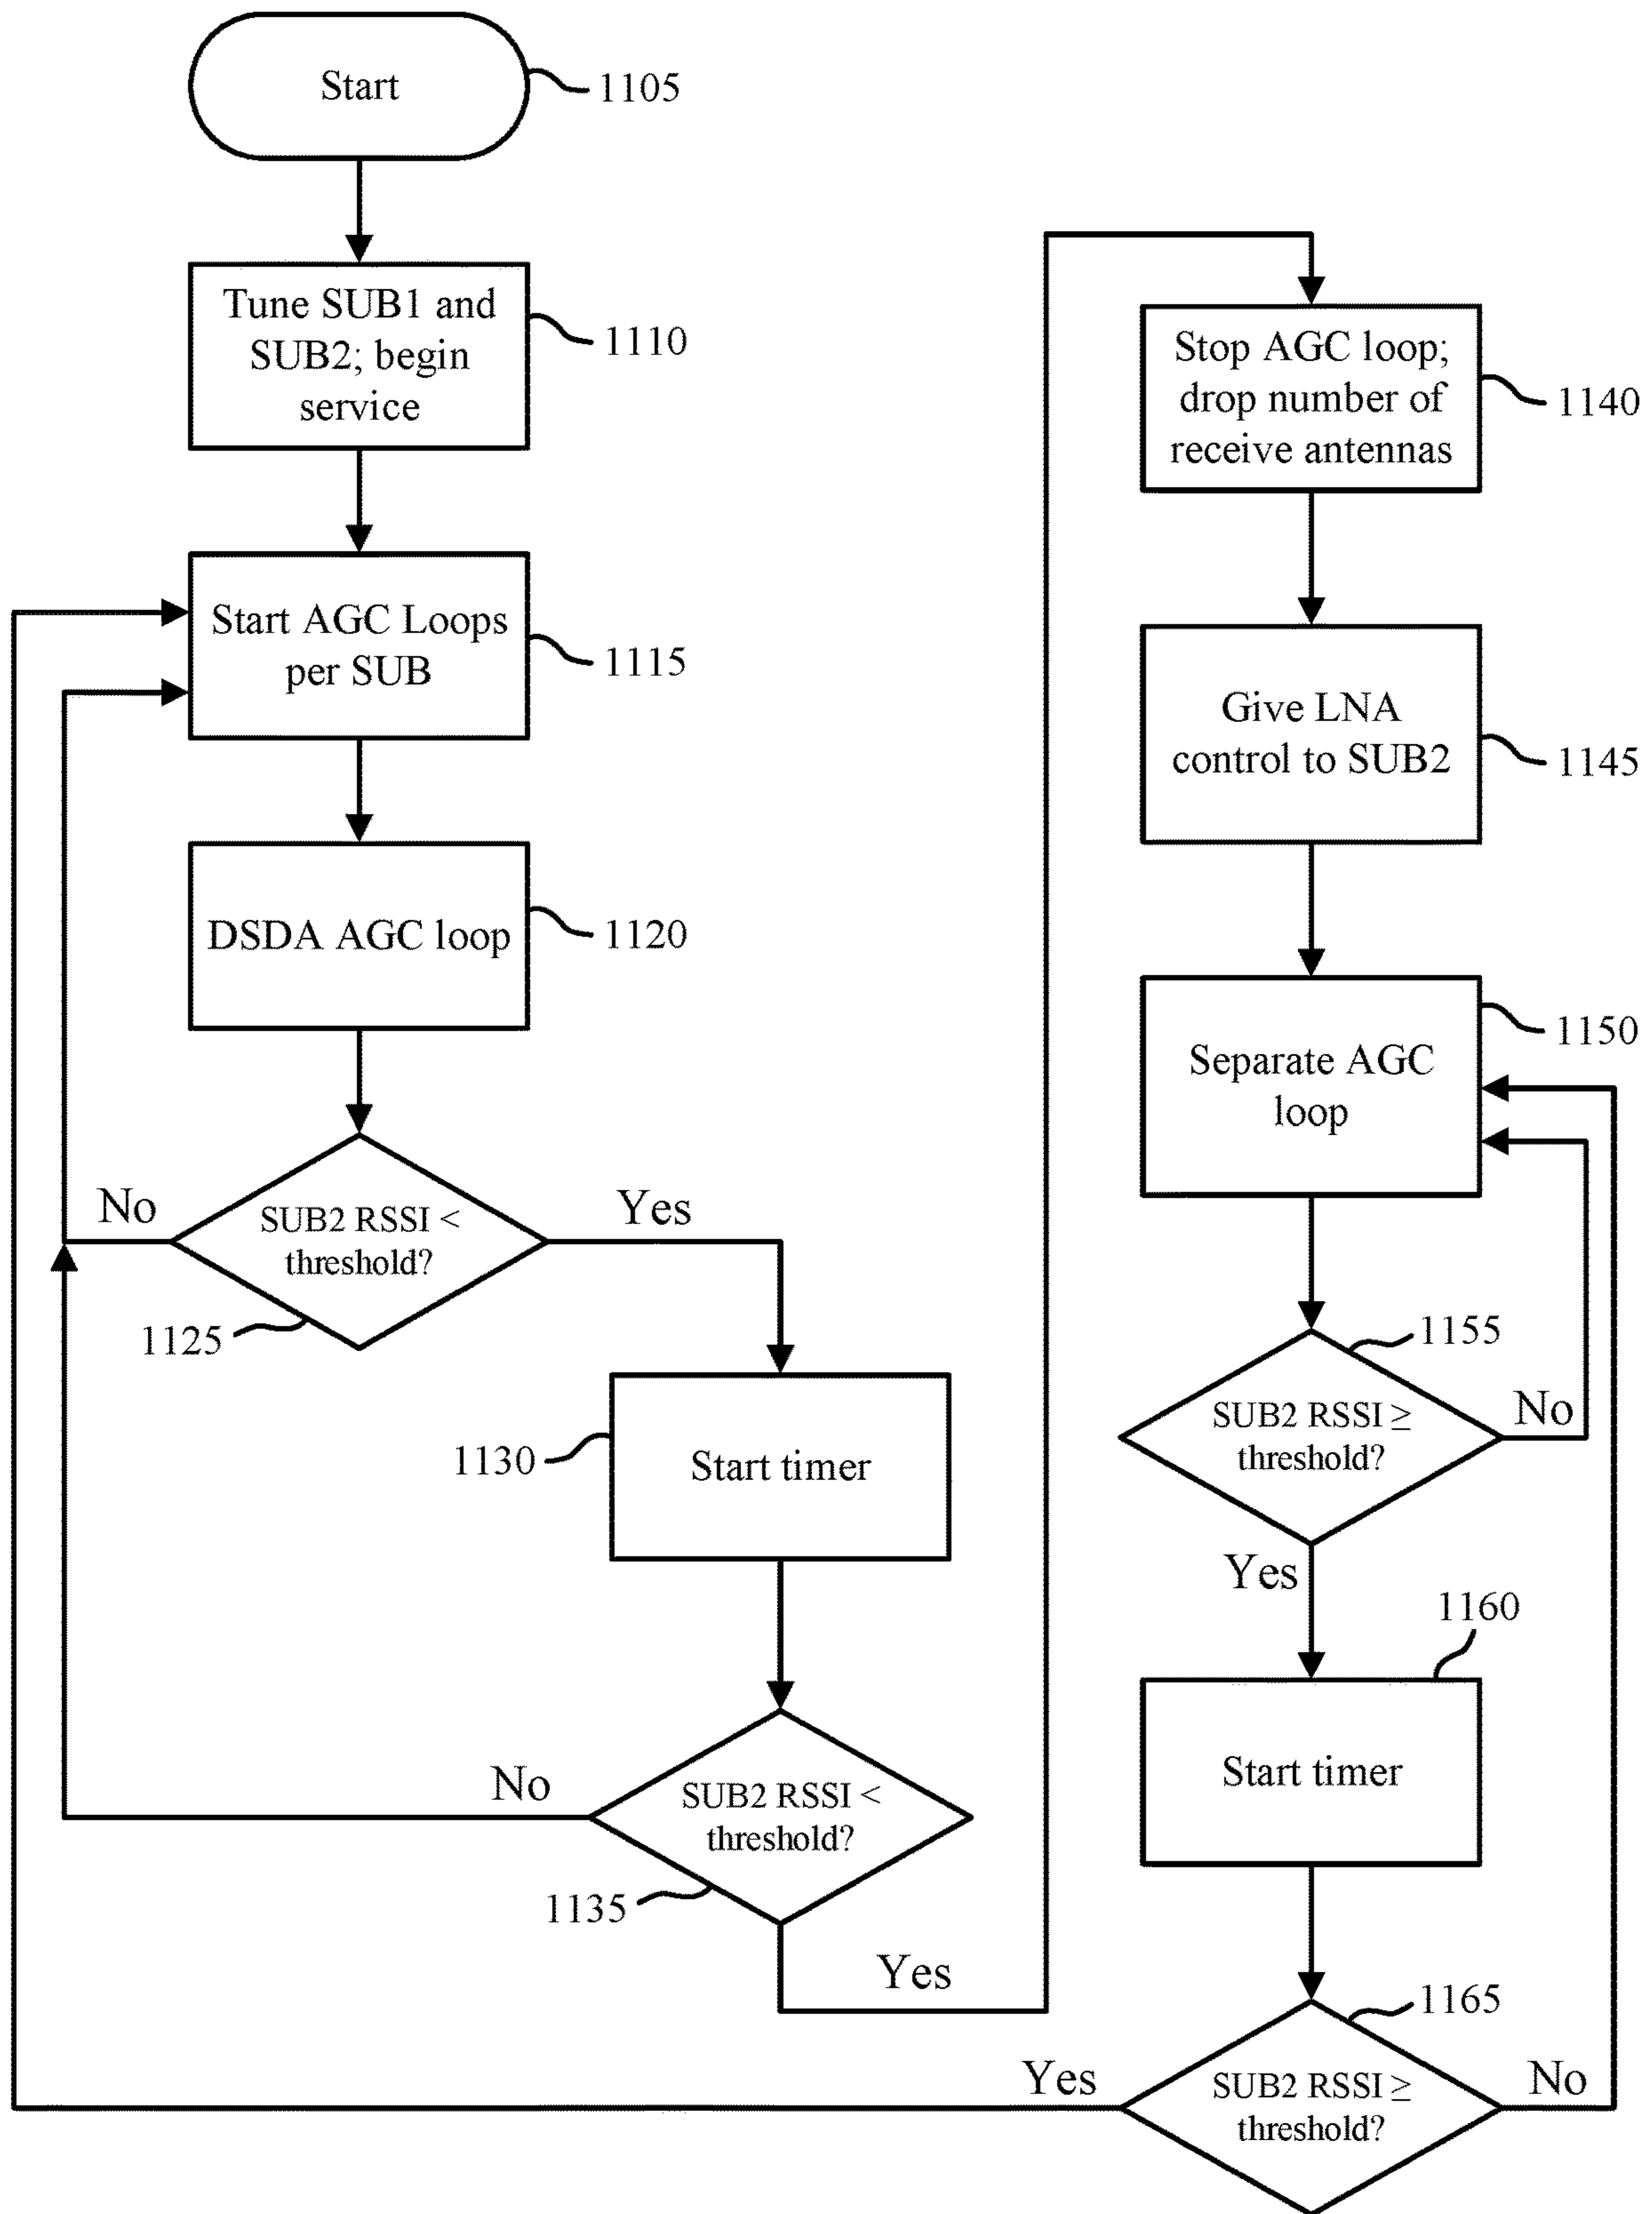 Start
1105
Tune SUB1 and
SUB2; begin
service
1110
Start AGC Loops
per SUB
1115
DSDA AGC loop
1120
SUB2 RSSI <
threshold?
No
Yes
1125
Start timer
1130
SUB2 RSSI <
threshold?
No
1135
Yes
Stop AGC loop;
drop number of
receive antennas
1140
Give LNA
control to SUB2
1145
Separate AGC
loop
1150
1155
SUB2 RSSI ≥
threshold?
No
Yes
1160
Start timer
1165
SUB2 RSSI ≥
threshold?
Yes
No